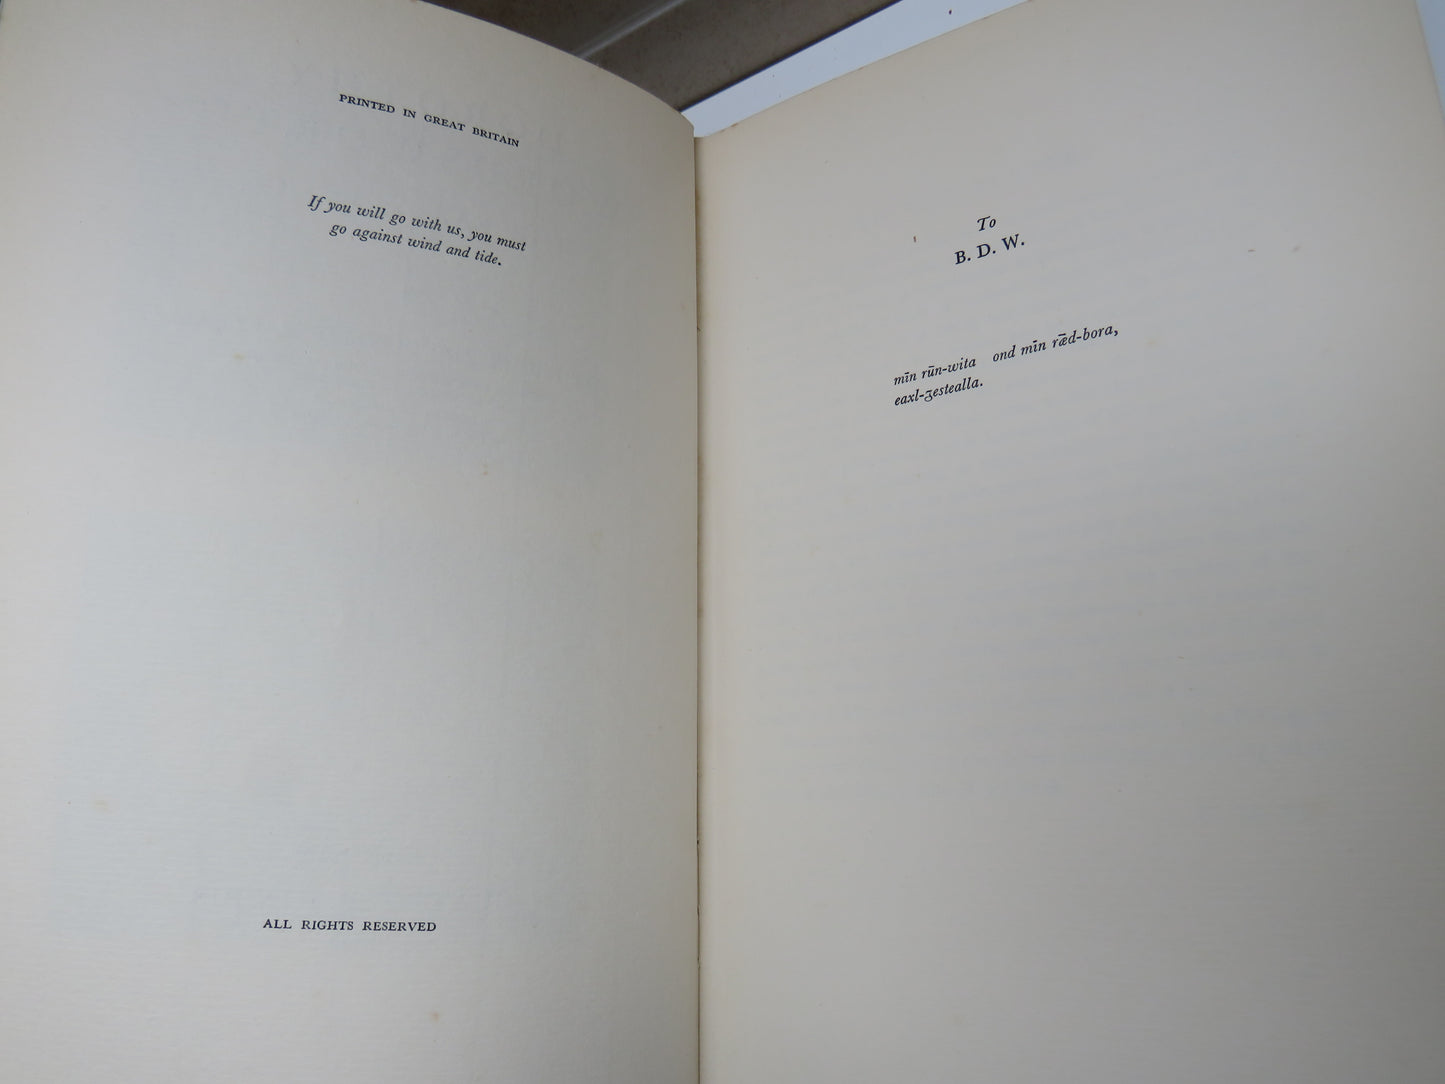 PRINTED IN GREAT BRITAIN
If you will go with us, you must
go against wind and tide.
ALL RIGHTS RESERVED
To
B. D. W.
mīn rūn-wita ond mīn rǣd-bora,
eaxl-ȝestealla.